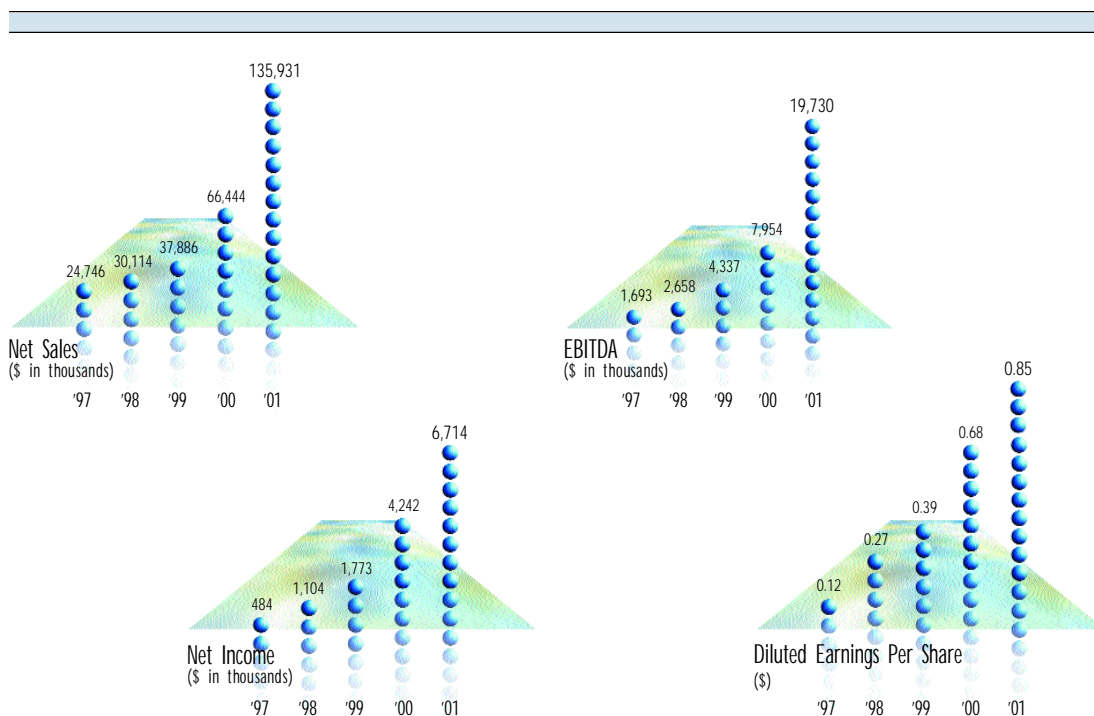 135,931
66,444
37,886
30,114
24,746
Net Sales
($ in thousands)
'97 '98 '99 '00 '01
19,730
7,954
4,337
2,658
1,693
EBITDA
($ in thousands)
'97 '98 '99 '00 '01
6,714
4,242
1,773
1,104
484
Net Income
($ in thousands)
'97 '98 '99 '00 '01
0.85
0.68
0.39
0.27
0.12
Diluted Earnings Per Share
($)
'97 '98 '99 '00 '01